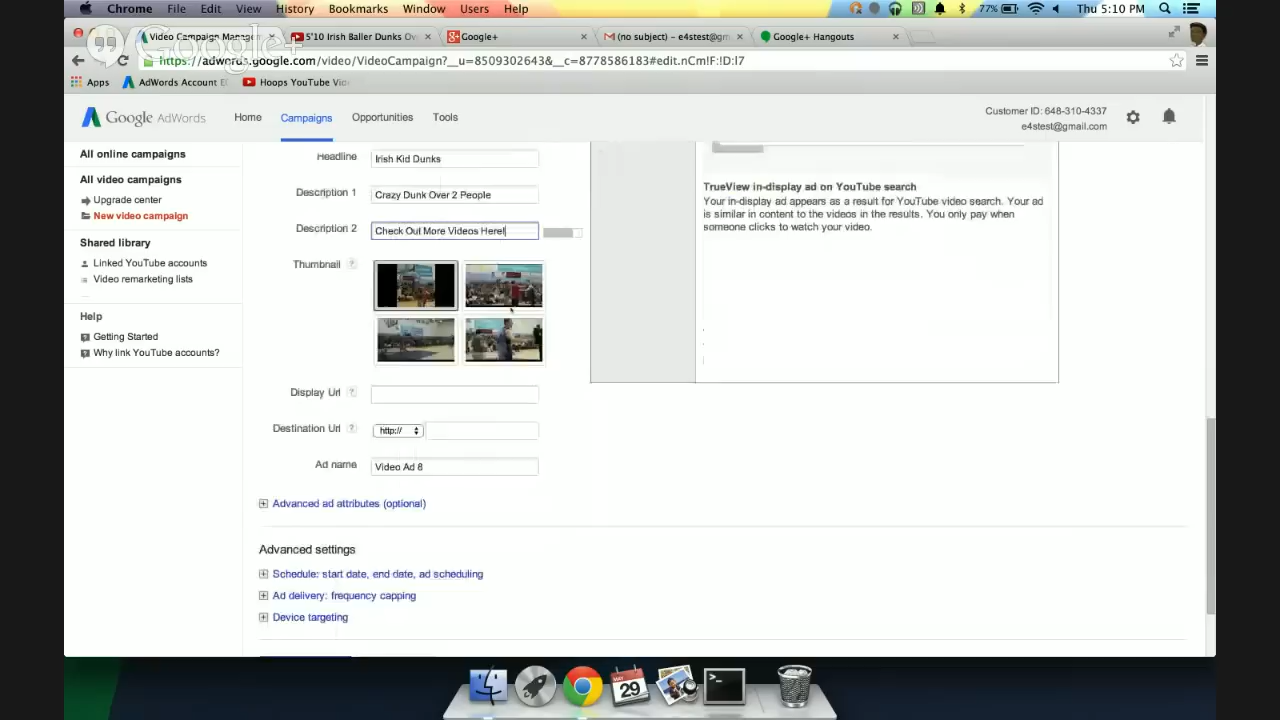 Chrome File Edit View History Bookmarks Window Users Help 77% Thu 5:10 PM
Google+
Video Campaign Manage 5'10 Irish Baller Dunks Ov Google+ (no subject) - e4stest@gm Google+ Hangouts
https://adwords.google.com/video/VideoCampaign?__u=8509302643&__c=8778586183#edit.nCmIF:!D:I7
Apps AdWords Account Hoops YouTube Vide
Google AdWords Home Campaigns Opportunities Tools
Customer ID: 648-310-4337
e4stest@gmail.com
All online campaigns
All video campaigns
Upgrade center
New video campaign
Shared library
Linked YouTube accounts
Video remarketing lists
Help
Getting Started
Why link YouTube accounts?
Headline Irish Kid Dunks
Description 1 Crazy Dunk Over 2 People
Description 2 Check Out More Videos Here!
Thumbnail ?
Display Url ?
Destination Url ? http://
Ad name Video Ad 8
Advanced ad attributes (optional)
TrueView in-display ad on YouTube search
Your in-display ad appears as a result for YouTube video search. Your ad
is similar in content to the videos in the results. You only pay when
someone clicks to watch your video.
Advanced settings
Schedule: start date, end date, ad scheduling
Ad delivery: frequency capping
Device targeting
MAY
29